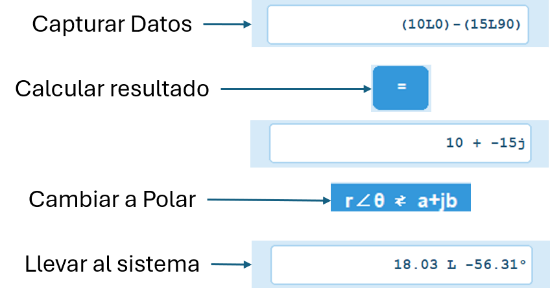 Capturar Datos
(10L0)-(15L90)
Calcular resultado
=
10 + -15j
Cambiar a Polar
r∠θ ⇄ a+jb
Llevar al sistema
18.03 L -56.31°